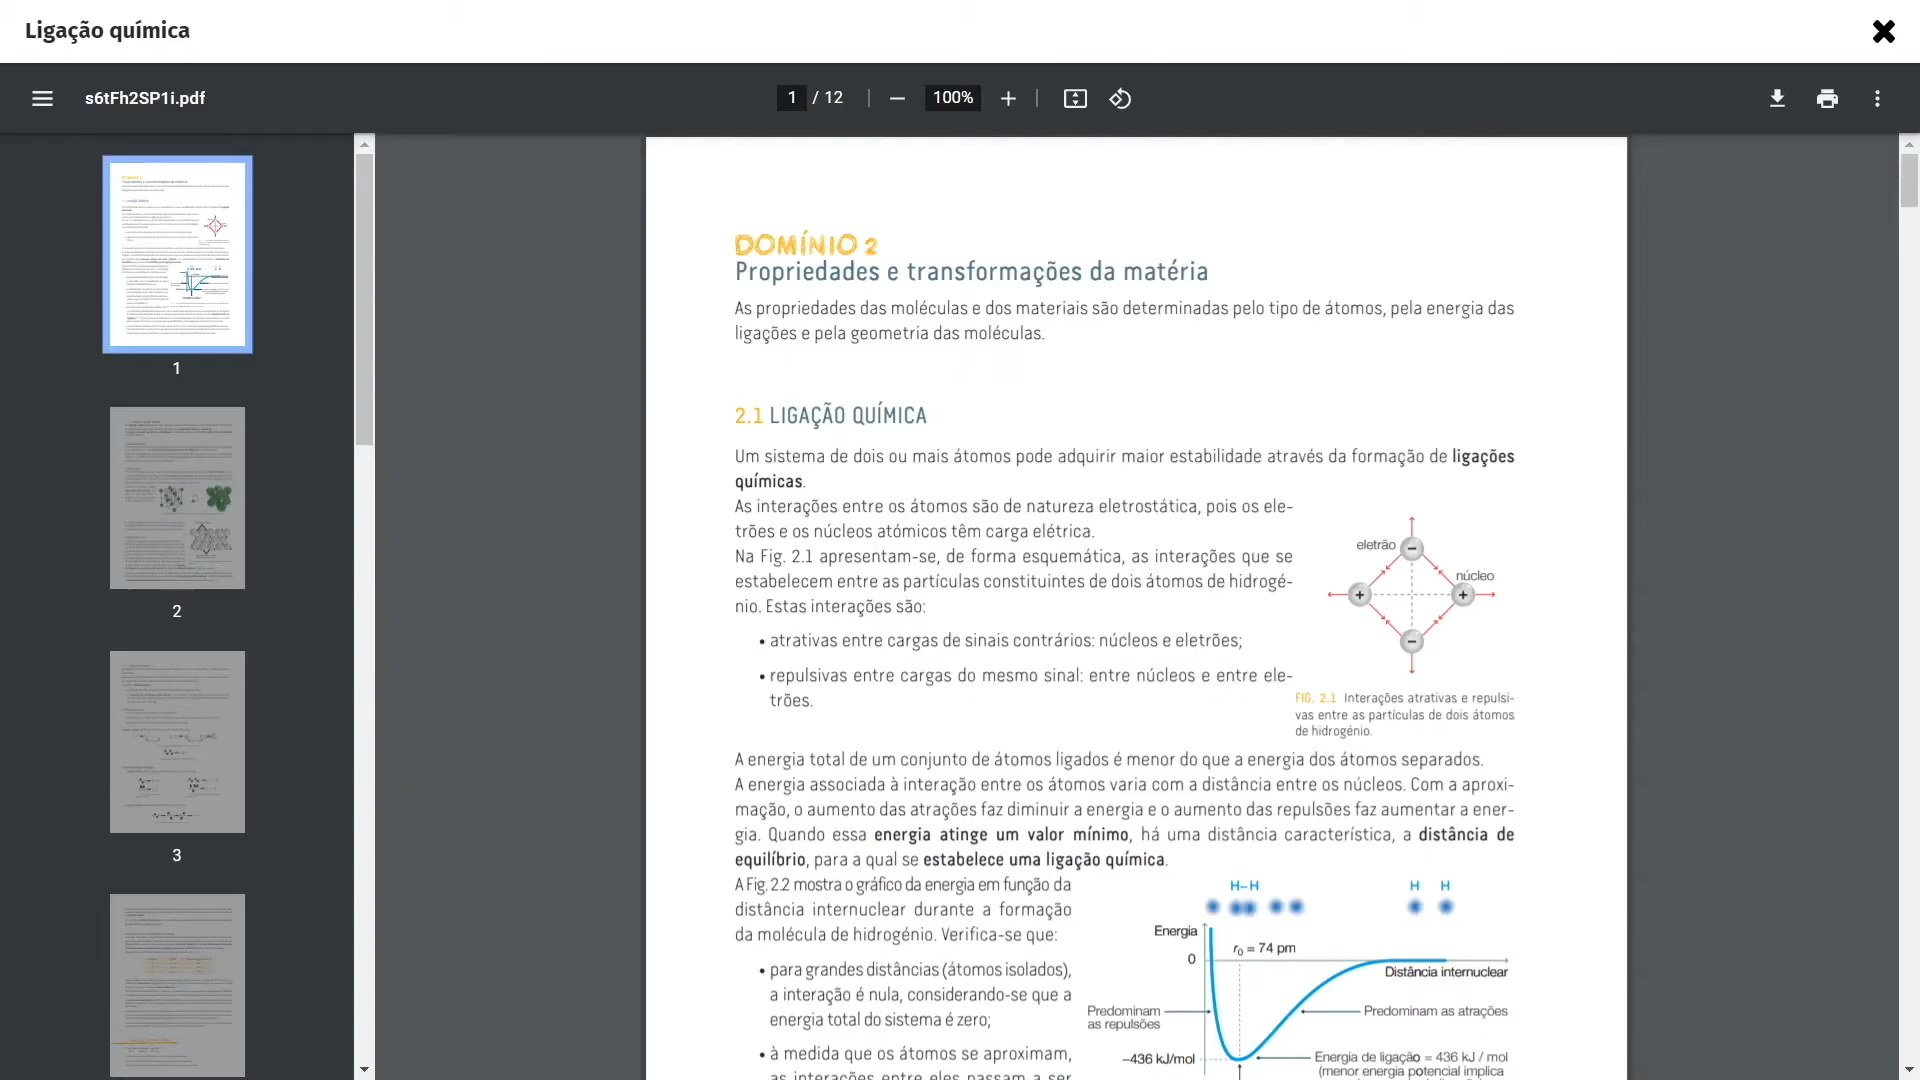 Ligação química
s6tFh2SP1i.pdf
1 / 12
100%
1
2
3
DOMÍNIO 2
Propriedades e transformações da matéria
As propriedades das moléculas e dos materiais são determinadas pelo tipo de átomos, pela energia das
ligações e pela geometria das moléculas.
2.1 LIGAÇÃO QUÍMICA
Um sistema de dois ou mais átomos pode adquirir maior estabilidade através da formação de ligações
químicas.
As interações entre os átomos são de natureza eletrostática, pois os ele-
trões e os núcleos atómicos têm carga elétrica.
Na Fig. 2.1 apresentam-se, de forma esquemática, as interações que se
estabelecem entre as partículas constituintes de dois átomos de hidrogé-
nio. Estas interações são:
• atrativas entre cargas de sinais contrários: núcleos e eletrões;
• repulsivas entre cargas do mesmo sinal: entre núcleos e entre ele-
trões.
eletrão
núcleo
FIG. 2.1 Interações atrativas e repulsi-
vas entre as partículas de dois átomos
de hidrogénio.
A energia total de um conjunto de átomos ligados é menor do que a energia dos átomos separados.
A energia associada à interação entre os átomos varia com a distância entre os núcleos. Com a aproxi-
mação, o aumento das atrações faz diminuir a energia e o aumento das repulsões faz aumentar a ener-
gia. Quando essa energia atinge um valor mínimo, há uma distância característica, a distância de
equilíbrio, para a qual se estabelece uma ligação química.
A Fig. 2.2 mostra o gráfico da energia em função da
distância internuclear durante a formação
da molécula de hidrogénio. Verifica-se que:
• para grandes distâncias (átomos isolados),
a interação é nula, considerando-se que a
energia total do sistema é zero;
• à medida que os átomos se aproximam,
as interações entre eles passam a ser
H–H
H H
Energia
r0 = 74 pm
0
Distância internuclear
Predominam
as repulsões
Predominam as atrações
–436 kJ/mol
Energia de ligação = 436 kJ / mol
(menor energia potencial implica